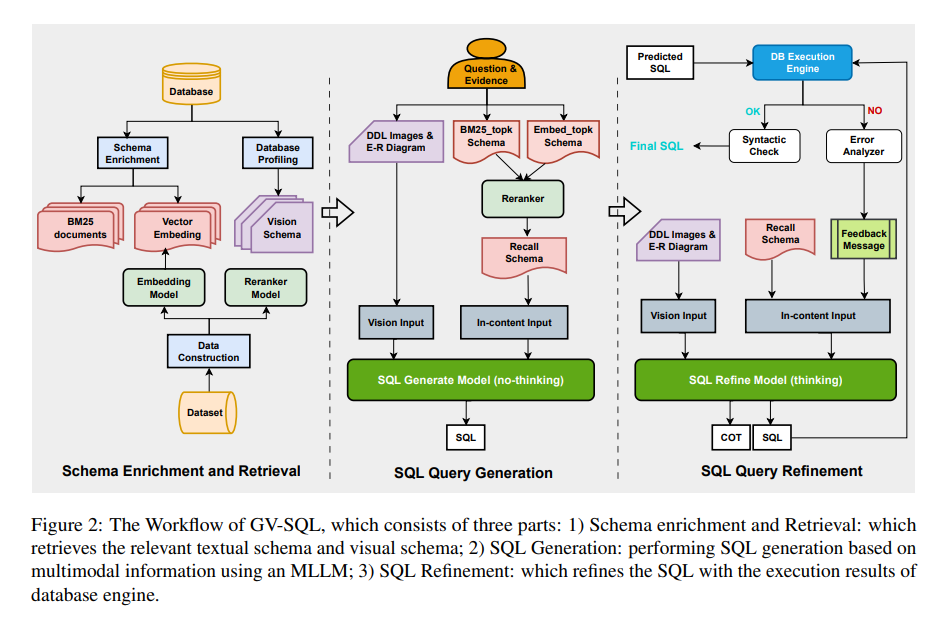 Database
Schema
Enrichment
Database
Profiling
BM25
documents
Vector
Embeding
Vision
Schema
Embedding
Model
Reranker
Model
Data
Construction
Dataset
Schema Enrichment and Retrieval
Question &
Evidence
DDL Images &
E-R Diagram
BM25_topk
Schema
Embed_topk
Schema
Reranker
Recall
Schema
Vision Input
In-content Input
SQL Generate Model (no-thinking)
SQL
SQL Query Generation
Predicted
SQL
DB Execution
Engine
OK
NO
Final SQL
Syntactic
Check
Error
Analyzer
DDL Images &
E-R Diagram
Recall
Schema
Feedback
Message
Vision Input
In-content Input
SQL Refine Model (thinking)
COT
SQL
SQL Query Refinement
Figure 2: The Workflow of GV-SQL, which consists of three parts: 1) Schema enrichment and Retrieval: which
retrieves the relevant textual schema and visual schema; 2) SQL Generation: performing SQL generation based on
multimodal information using an MLLM; 3) SQL Refinement: which refines the SQL with the execution results of
database engine.